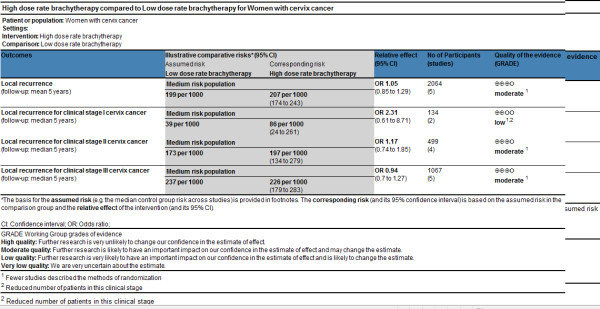 High dose rate brachytherapy compared to Low dose rate brachytherapy for Women with cervix cancer
Patient or population: Women with cervix cancer
Settings:
Intervention: High dose rate brachytherapy
Comparison: Low dose rate brachytherapy
Outcomes Illustrative comparative risks* (95% CI) Relative effect No of Participants Quality of the evidence evidence
Assumed risk Corresponding risk (95% CI) (studies) (GRADE)
Low dose rate brachytherapy High dose rate brachytherapy
Local recurrence Medium risk population OR 1.05 2064 ⊕⊕⊕O
(follow-up: mean 5 years) 199 per 1000 207 per 1000 (0.85 to 1.29) (5) moderate 1
(174 to 243)
Local recurrence for clinical stage I cervix cancer Medium risk population OR 2.31 134 ⊕⊕OO
(follow-up: median 5 years) 39 per 1000 86 per 1000 (0.61 to 8.71) (2) low 1,2
(24 to 261)
Local recurrence for clinical stage II cervix cancer Medium risk population OR 1.17 499 ⊕⊕⊕O
(follow-up: median 5 years) 173 per 1000 197 per 1000 (0.74 to 1.85) (4) moderate 1
(134 to 279)
Local recurrence for clinical stage III cervix cancer Medium risk population OR 0.94 1067 ⊕⊕⊕O
(follow-up: median 5 years) 237 per 1000 226 per 1000 (0.7 to 1.27) (5) moderate 1
(179 to 283)
*The basis for the assumed risk (e.g. the median control group risk across studies) is provided in footnotes. The corresponding risk (and its 95% confidence interval) is based on the assumed risk in the sumed risk
comparison group and the relative effect of the intervention (and its 95% CI).
CI: Confidence interval; OR: Odds ratio;
GRADE Working Group grades of evidence
High quality: Further research is very unlikely to change our confidence in the estimate of effect.
Moderate quality: Further research is likely to have an important impact on our confidence in the estimate of effect and may change the estimate.
Low quality: Further research is very likely to have an important impact on our confidence in the estimate of effect and is likely to change the estimate.
Very low quality: We are very uncertain about the estimate.
1 Fewer studies described the methods of randomization
2 Reduced number of patients in this clinical stage
2 Reduced number of patients in this clinical stage